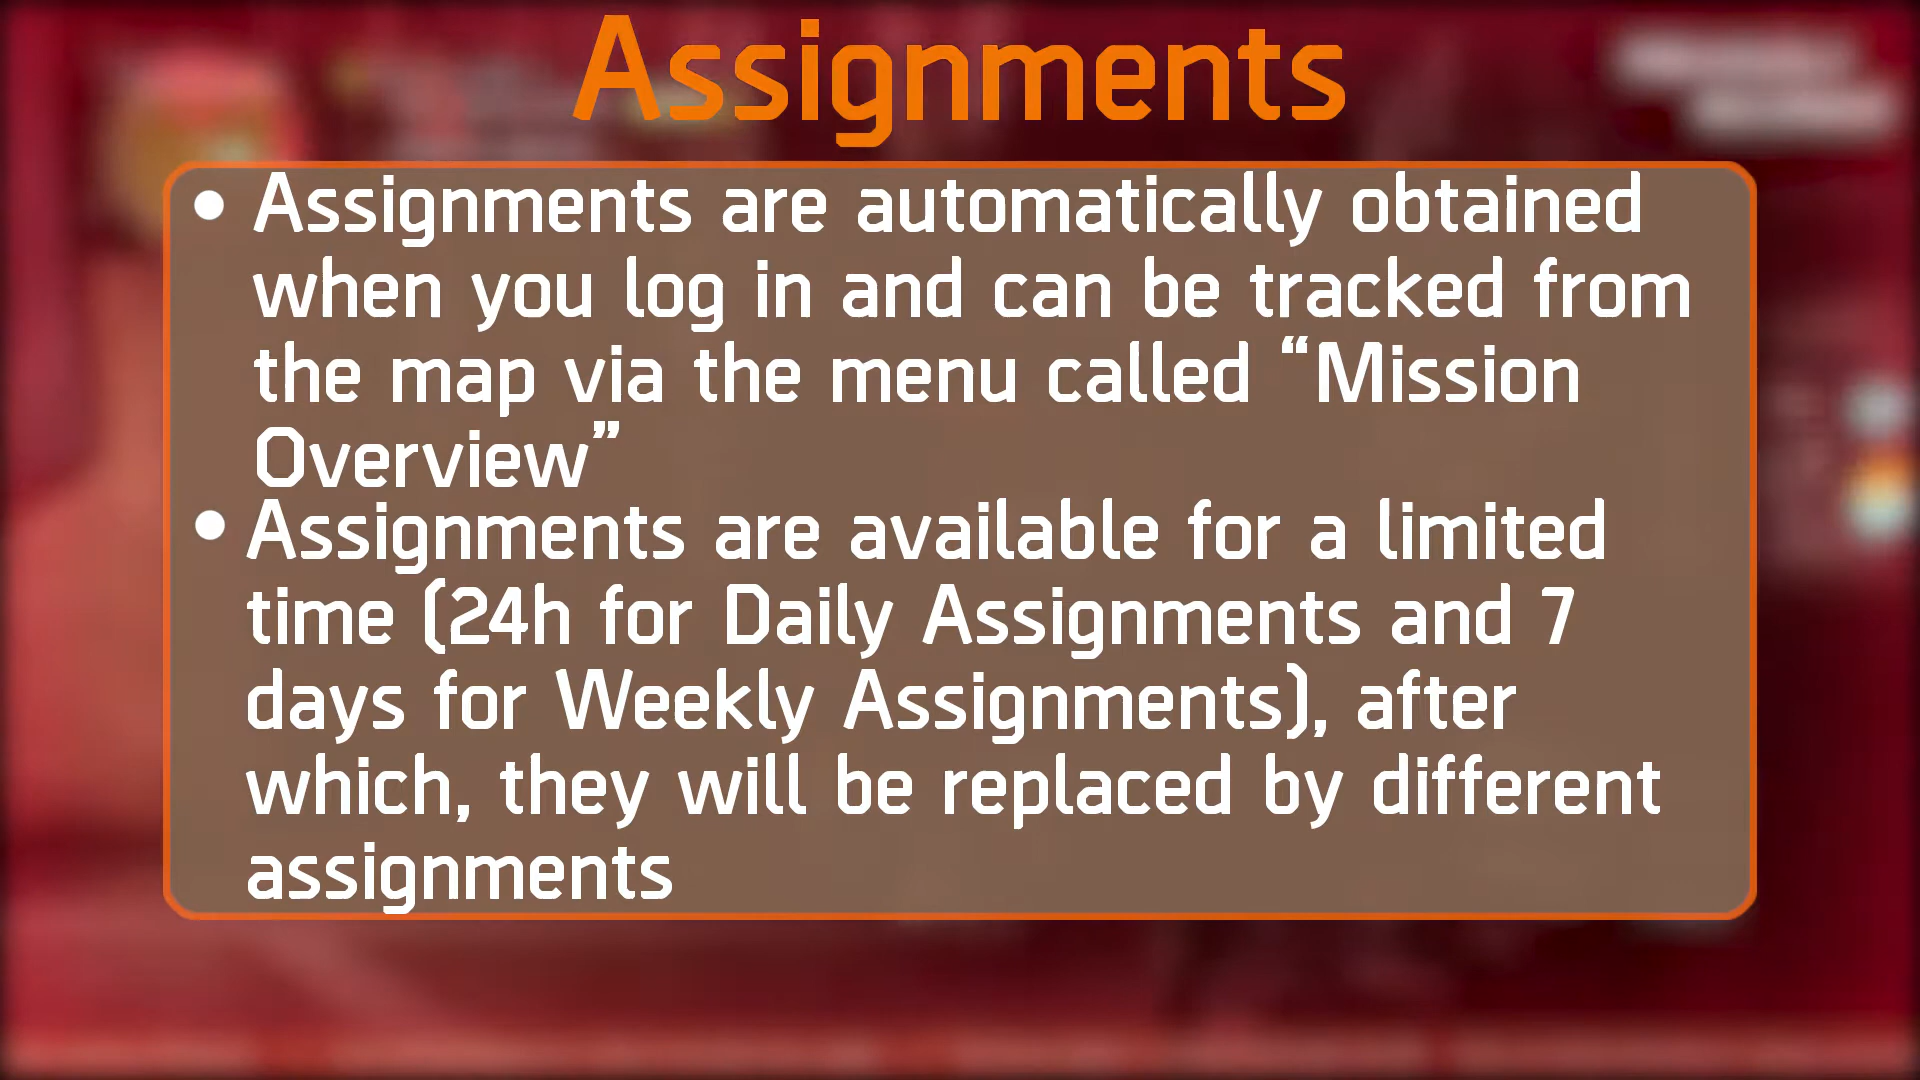 Assignments
• Assignments are automatically obtained
when you log in and can be tracked from
the map via the menu called “Mission
Overview”
• Assignments are available for a limited
time (24h for Daily Assignments and 7
days for Weekly Assignments), after
which, they will be replaced by different
assignments